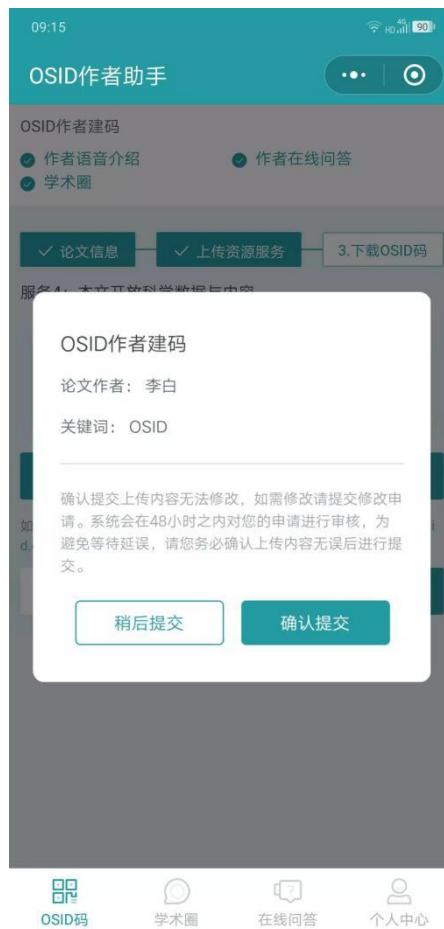 09:15
4G
HD
90
OSID作者助手
OSID作者建码
作者语音介绍
作者在线问答
学术圈
论文信息
上传资源服务
3.下载OSID码
服务4：本文开放科学数据与内容
OSID作者建码
论文作者： 李白
关键词： OSID
确认提交上传内容无法修改，如需修改请提交修改申
请。系统会在48小时之内对您的申请进行审核，为
避免等待延误，请您务必确认上传内容无误后进行提
交。
如
i
d.
稍后提交
确认提交
OSID码
学术圈
在线问答
个人中心